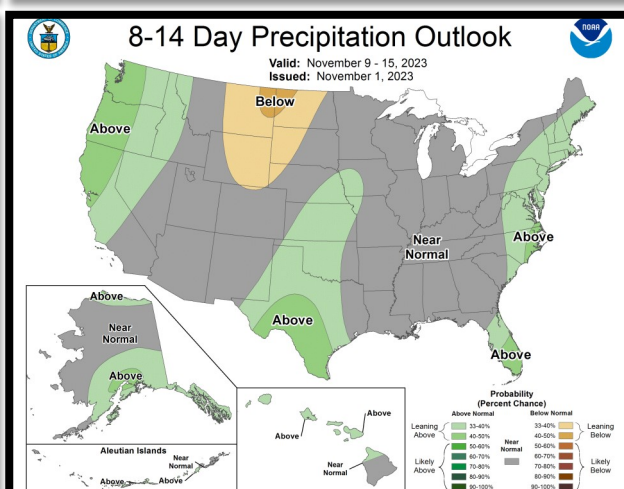 NOAA
8-14 Day Precipitation Outlook
Valid: November 9 - 15, 2023
Issued: November 1, 2023
Below
Above
Near
Normal
Above
Above
Above
Above
Near
Normal
Above
Aleutian Islands
Near
Normal
Above
Above
Above
Above
Near
Normal
Probability
(Percent Chance)
Above Normal
Below Normal
Leaning
Above
33-40%
40-50%
Likely
Above
50-60%
60-70%
70-80%
80-90%
90-100%
Near
Normal
33-40%
40-50%
Leaning
Below
50-60%
60-70%
70-80%
80-90%
90-100%
Likely
Below